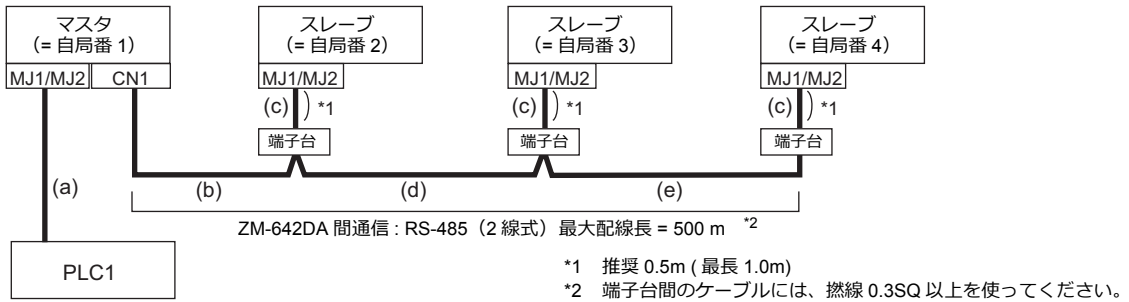 マスタ
(= 自局番 1)
MJ1/MJ2
CN1
スレーブ
(= 自局番 2)
MJ1/MJ2
スレーブ
(= 自局番 3)
MJ1/MJ2
スレーブ
(= 自局番 4)
MJ1/MJ2
(c)
*1
(c)
*1
(c)
*1
端子台
端子台
端子台
(a)
(b)
(d)
(e)
ZM-642DA 間通信 : RS-485（2 線式）最大配線長 = 500 m *2
PLC1
*1 推奨 0.5m ( 最長 1.0m)
*2 端子台間のケーブルには、撚線 0.3SQ 以上を使ってください。